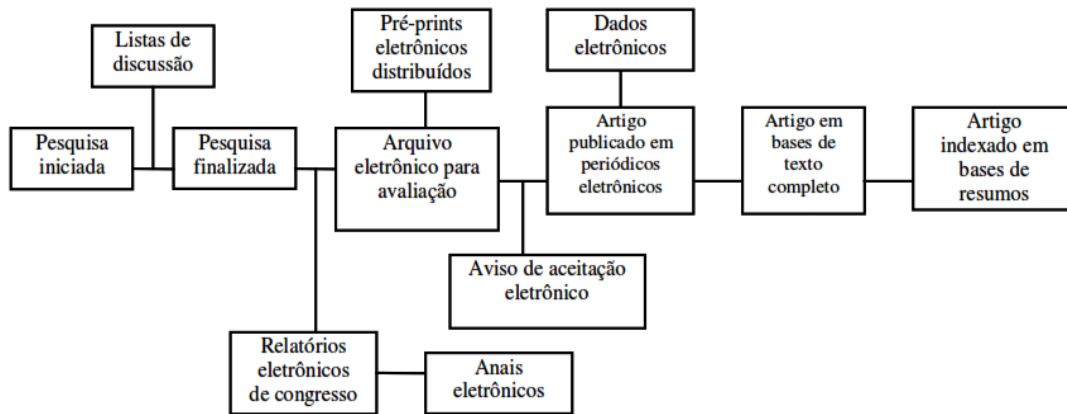 Listas de
discussão
Pré-prints
eletrônicos
distribuídos
Dados
eletrônicos
Pesquisa
iniciada
Pesquisa
finalizada
Arquivo
eletrônico para
avaliação
Artigo
publicado em
periódicos
eletrônicos
Artigo em
bases de
texto
completo
Artigo
indexado em
bases de
resumos
Aviso de aceitação
eletrônico
Relatórios
eletrônicos
de congresso
Anais
eletrônicos